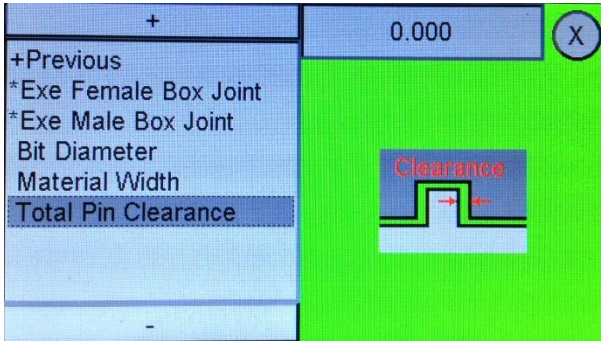 +
0.000
X
+Previous
*Exe Female Box Joint
*Exe Male Box Joint
Bit Diameter
Material Width
Total Pin Clearance
Clearance
-